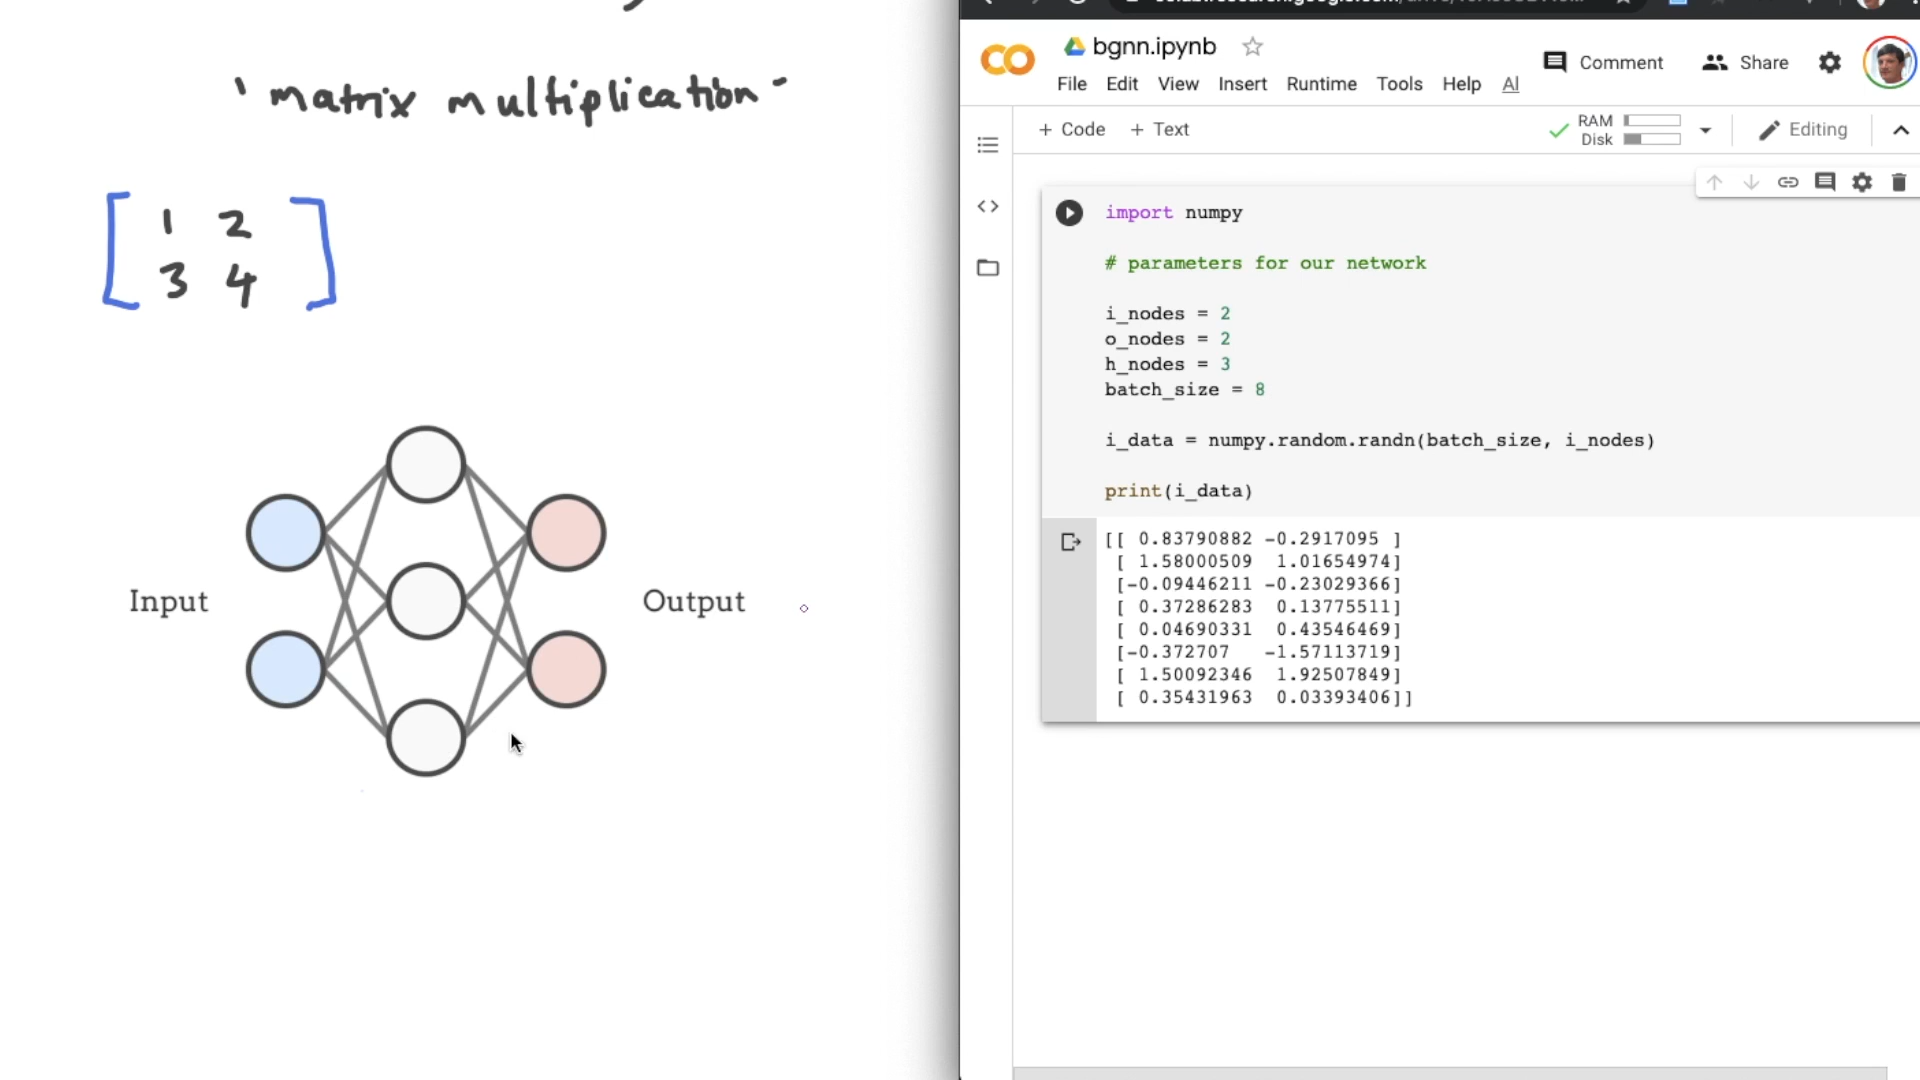 'matrix multiplication-
1 2
3 4
Input
Output
bgnn.ipynb
Comment
Share
File Edit View Insert Runtime Tools Help AI
+ Code + Text
RAM
Disk
Editing
import numpy
# parameters for our network
i_nodes = 2
o_nodes = 2
h_nodes = 3
batch_size = 8
i_data = numpy.random.randn(batch_size, i_nodes)
print(i_data)
[[ 0.83790882 -0.2917095 ]
[ 1.58000509 1.01654974]
[-0.09446211 -0.23029366]
[ 0.37286283 0.13775511]
[ 0.04690331 0.43546469]
[-0.372707 -1.57113719]
[ 1.50092346 1.92507849]
[ 0.35431963 0.03393406]]